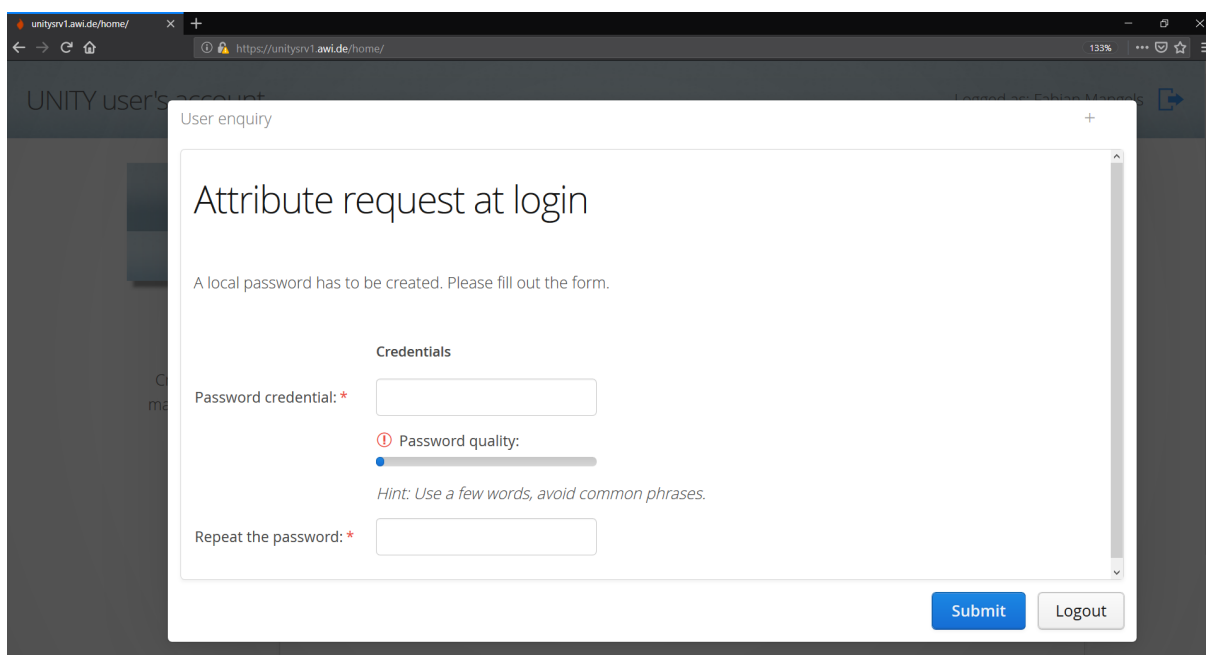 unitysrv1.awi.de/home/
https://unitysrv1.awi.de/home/
133%
UNITY user's account
Logged as: Fabian Mangels
User enquiry
Attribute request at login
A local password has to be created. Please fill out the form.
Credentials
Password credential: *
Password quality:
Hint: Use a few words, avoid common phrases.
Repeat the password: *
Submit
Logout